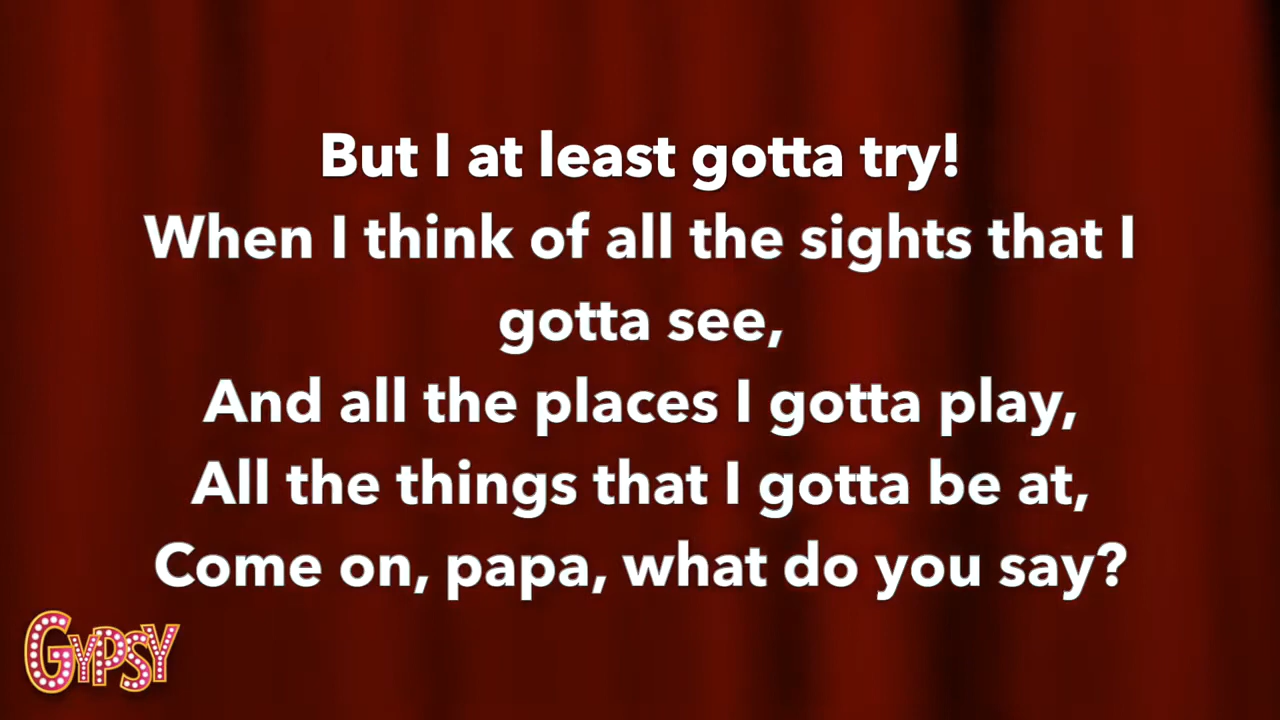 But I at least gotta try!
When I think of all the sights that I
gotta see,
And all the places I gotta play,
All the things that I gotta be at,
Come on, papa, what do you say?
GYPSY